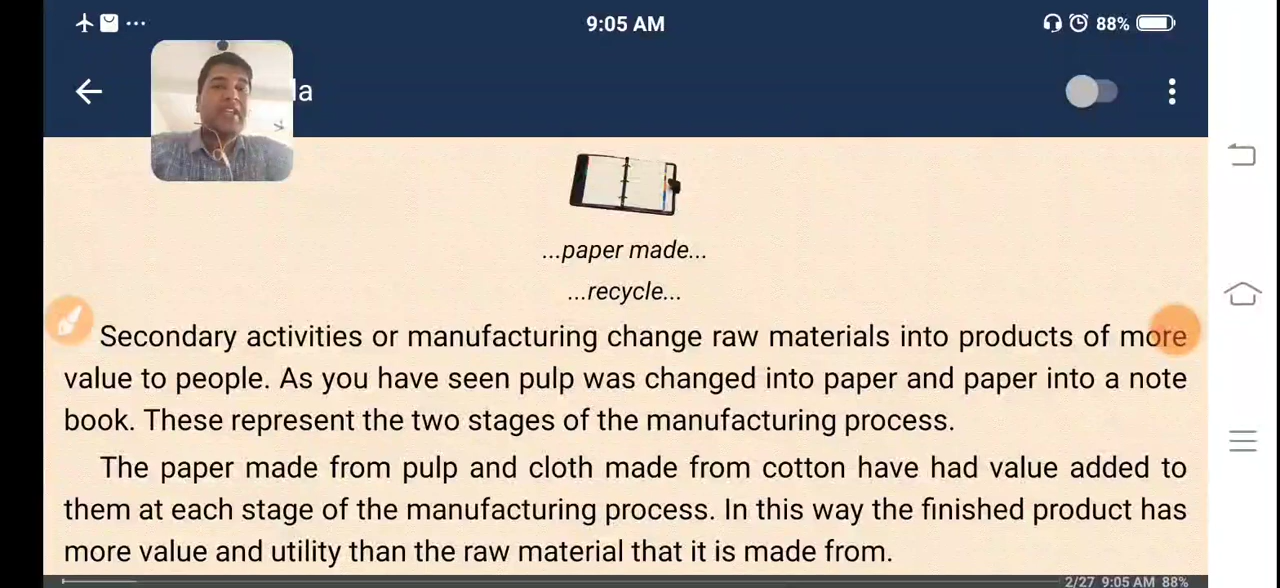 9:05 AM
88%
la
...paper made...
...recycle...
Secondary activities or manufacturing change raw materials into products of more
value to people. As you have seen pulp was changed into paper and paper into a note
book. These represent the two stages of the manufacturing process.
The paper made from pulp and cloth made from cotton have had value added to
them at each stage of the manufacturing process. In this way the finished product has
more value and utility than the raw material that it is made from.
2/27 9:05 AM 88%